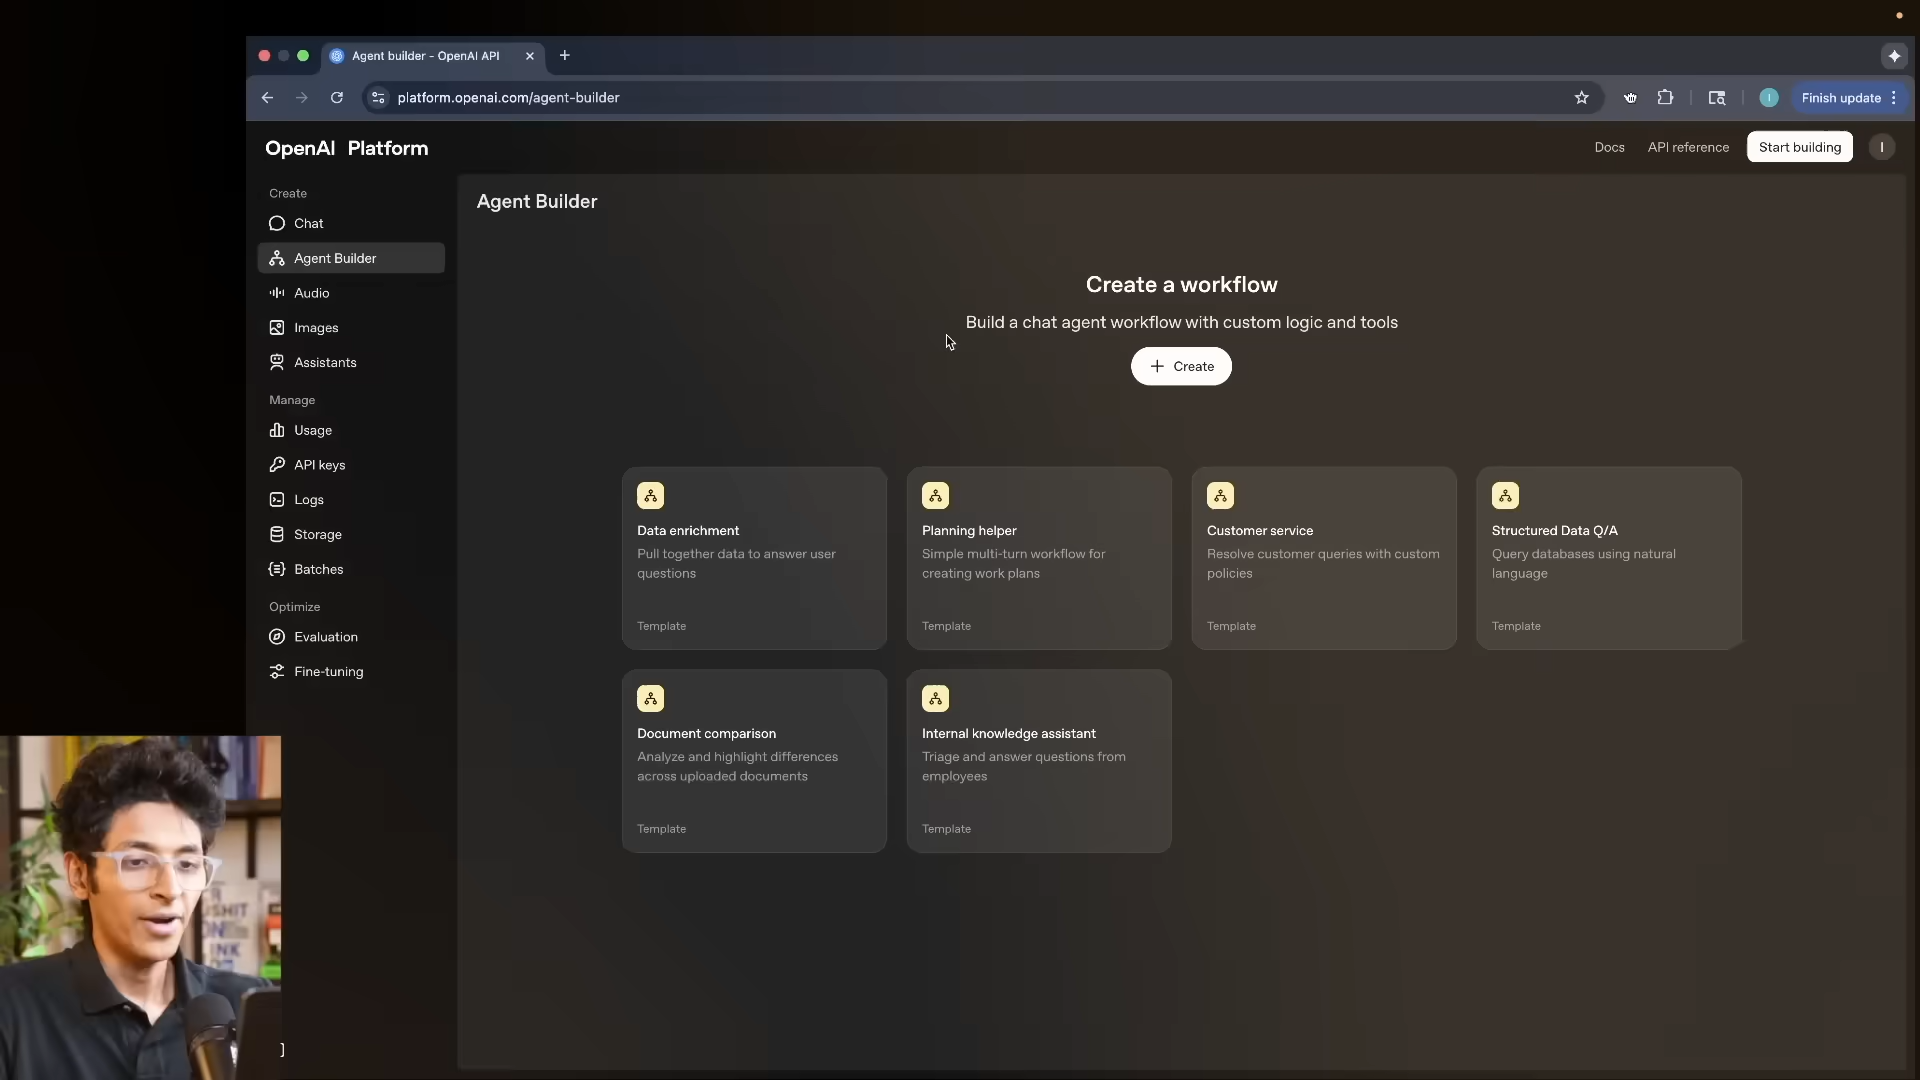 Agent builder - OpenAI API
platform.openai.com/agent-builder
Finish update
OpenAI Platform
Docs
API reference
Start building
I
Create
Chat
Agent Builder
Audio
Images
Assistants
Manage
Usage
API keys
Logs
Storage
Batches
Optimize
Evaluation
Fine-tuning
Agent Builder
Create a workflow
Build a chat agent workflow with custom logic and tools
Create
Data enrichment
Pull together data to answer user
questions
Template
Planning helper
Simple multi-turn workflow for
creating work plans
Template
Customer service
Resolve customer queries with custom
policies
Template
Structured Data Q/A
Query databases using natural
language
Template
Document comparison
Analyze and highlight differences
across uploaded documents
Template
Internal knowledge assistant
Triage and answer questions from
employees
Template